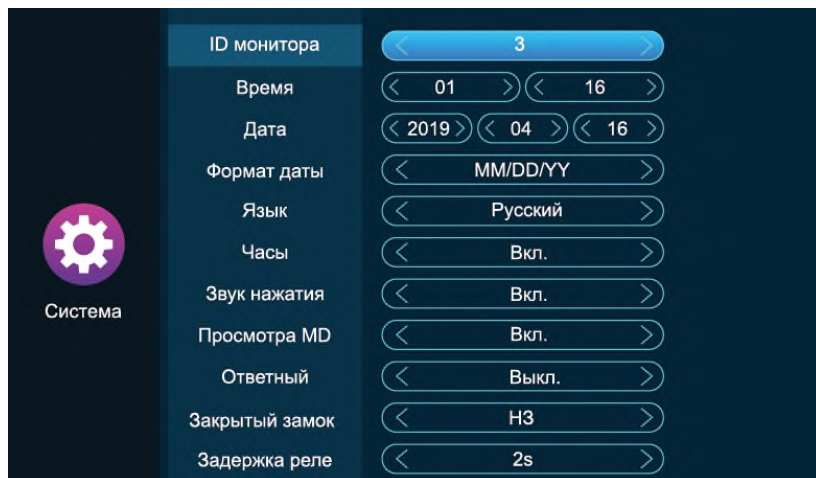 ID монитора 3
Время 01 16
Дата 2019 04 16
Формат даты MM/DD/YY
Язык Русский
Часы Вкл.
Звук нажатия Вкл.
Просмотра MD Вкл.
Ответный Выкл.
Закрытый замок НЗ
Задержка реле 2s
Система